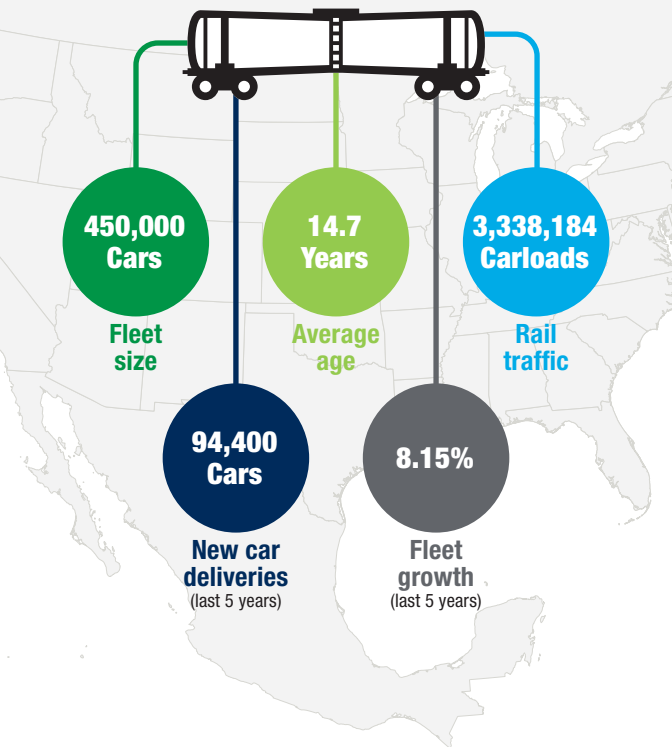 450,000
Cars
Fleet
size
14.7
Years
Average
age
3,338,184
Carloads
Rail
traffic
94,400
Cars
New car
deliveries
(last 5 years)
8.15%
Fleet
growth
(last 5 years)